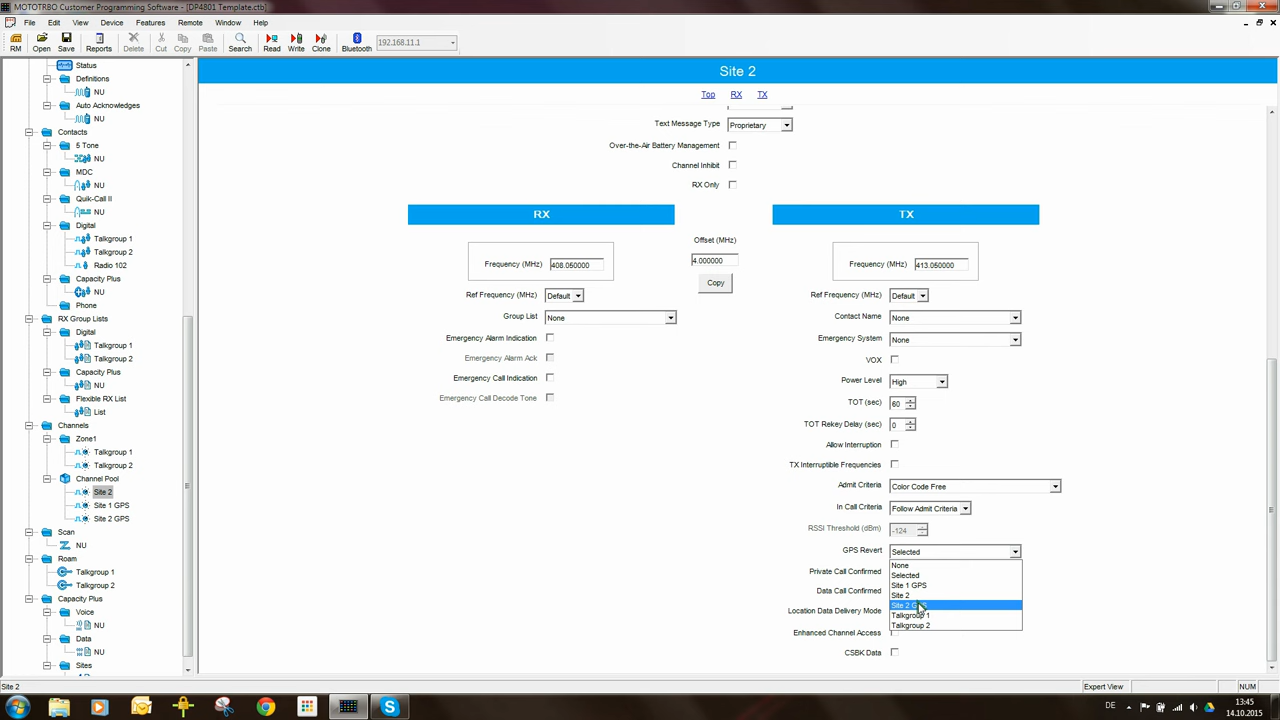 MOTOTRBO Customer Programming Software - [DP4801 Template.ctb]
File Edit View Device Features Remote Window Help
RM Open Save Reports Delete Cut Copy Paste Search Read Write Clone Bluetooth 192.168.11.1
Status
Definitions
NU
Auto Acknowledges
NU
Contacts
5 Tone
NU
MDC
NU
Quik-Call II
NU
Digital
Talkgroup 1
Talkgroup 2
Radio 102
Capacity Plus
NU
Phone
RX Group Lists
Digital
Talkgroup 1
Talkgroup 2
Capacity Plus
NU
Flexible RX List
List
Channels
Zone1
Talkgroup 1
Talkgroup 2
Channel Pool
Site 2
Site 1 GPS
Site 2 GPS
Scan
NU
Roam
Talkgroup 1
Talkgroup 2
Capacity Plus
Voice
NU
Data
NU
Sites
Site 2
Top RX TX
Text Message Type Proprietary
Over-the-Air Battery Management
Channel Inhibit
RX Only
RX
Frequency (MHz) 408.050000
Ref Frequency (MHz) Default
Group List None
Emergency Alarm Indication
Emergency Alarm Ack
Emergency Call Indication
Emergency Call Decode Tone
Offset (MHz)
4.000000
Copy
TX
Frequency (MHz) 413.050000
Ref Frequency (MHz) Default
Contact Name None
Emergency System None
VOX
Power Level High
TOT (sec) 60
TOT Rekey Delay (sec) 0
Allow Interruption
TX Interruptible Frequencies
Admit Criteria Color Code Free
In Call Criteria Follow Admit Criteria
RSSI Threshold (dBm) -124
GPS Revert Selected
None
Selected
Site 1 GPS
Site 2
Site 2 GPS
Talkgroup 1
Talkgroup 2
Private Call Confirmed
Data Call Confirmed
Location Data Delivery Mode
Enhanced Channel Access
CSBK Data
Site 2
Expert View
NUM
DE
13:45
14.10.2015